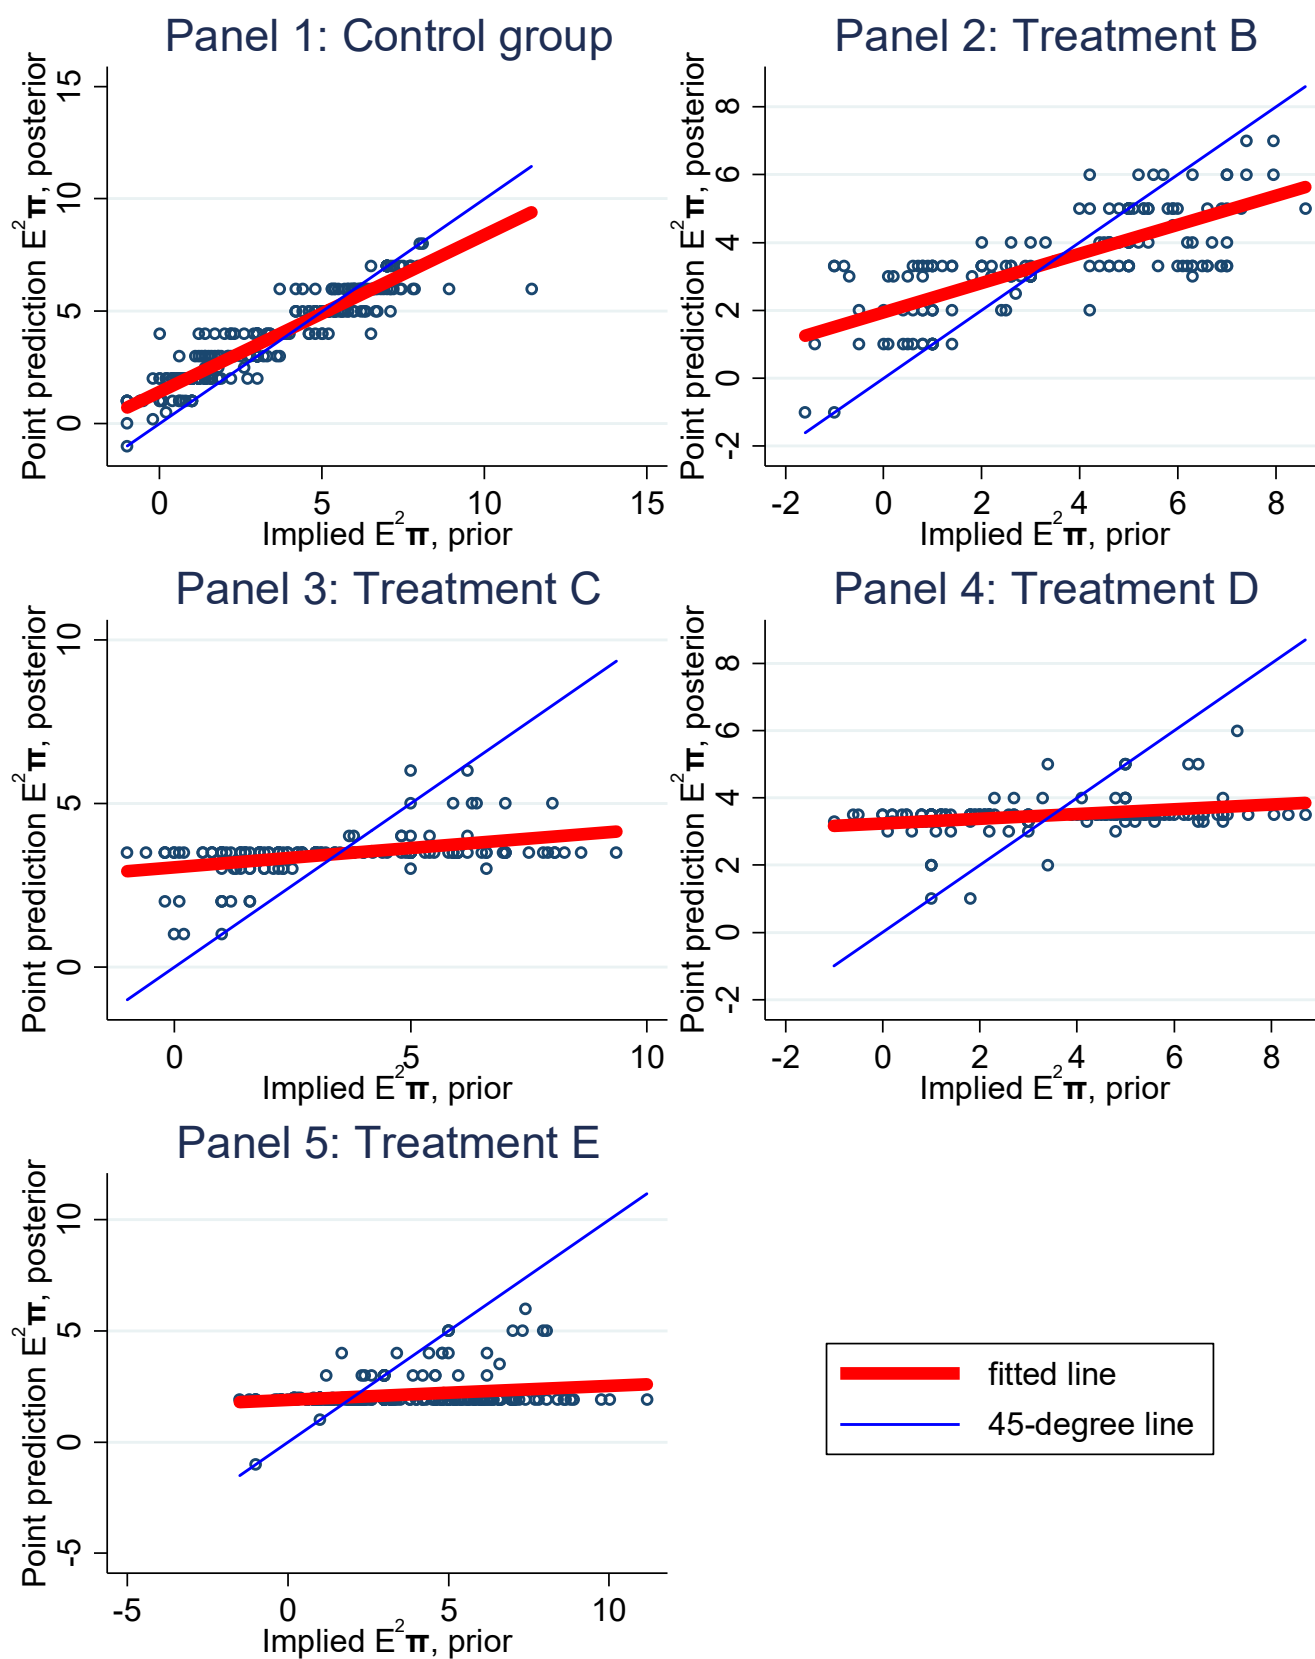 Panel 1: Control group
Point prediction E²π, posterior
15
10
5
0
0 5 10 15
Implied E²π, prior
Panel 2: Treatment B
Point prediction E²π, posterior
8
6
4
2
0
-2
-2 0 2 4 6 8
Implied E²π, prior
Panel 3: Treatment C
Point prediction E²π, posterior
10
5
0
0 5 10
Implied E²π, prior
Panel 4: Treatment D
Point prediction E²π, posterior
8
6
4
2
0
-2
-2 0 2 4 6 8
Implied E²π, prior
Panel 5: Treatment E
Point prediction E²π, posterior
10
5
0
-5
-5 0 5 10
Implied E²π, prior
fitted line
45-degree line